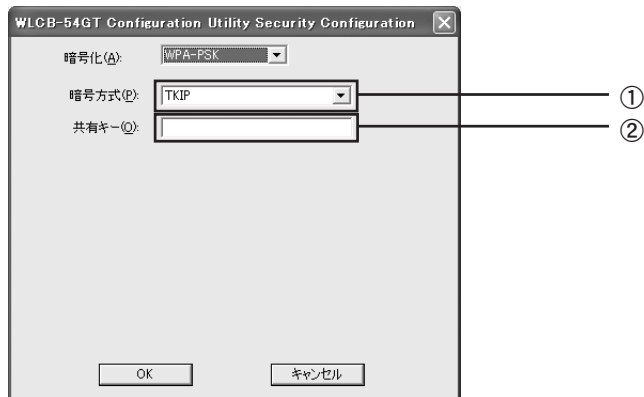 WLCB-54GT Configuration Utility Security Configuration
暗号化(A): WPA-PSK
暗号方式(P): TKIP ①
共有キー(O): ②
OK キャンセル